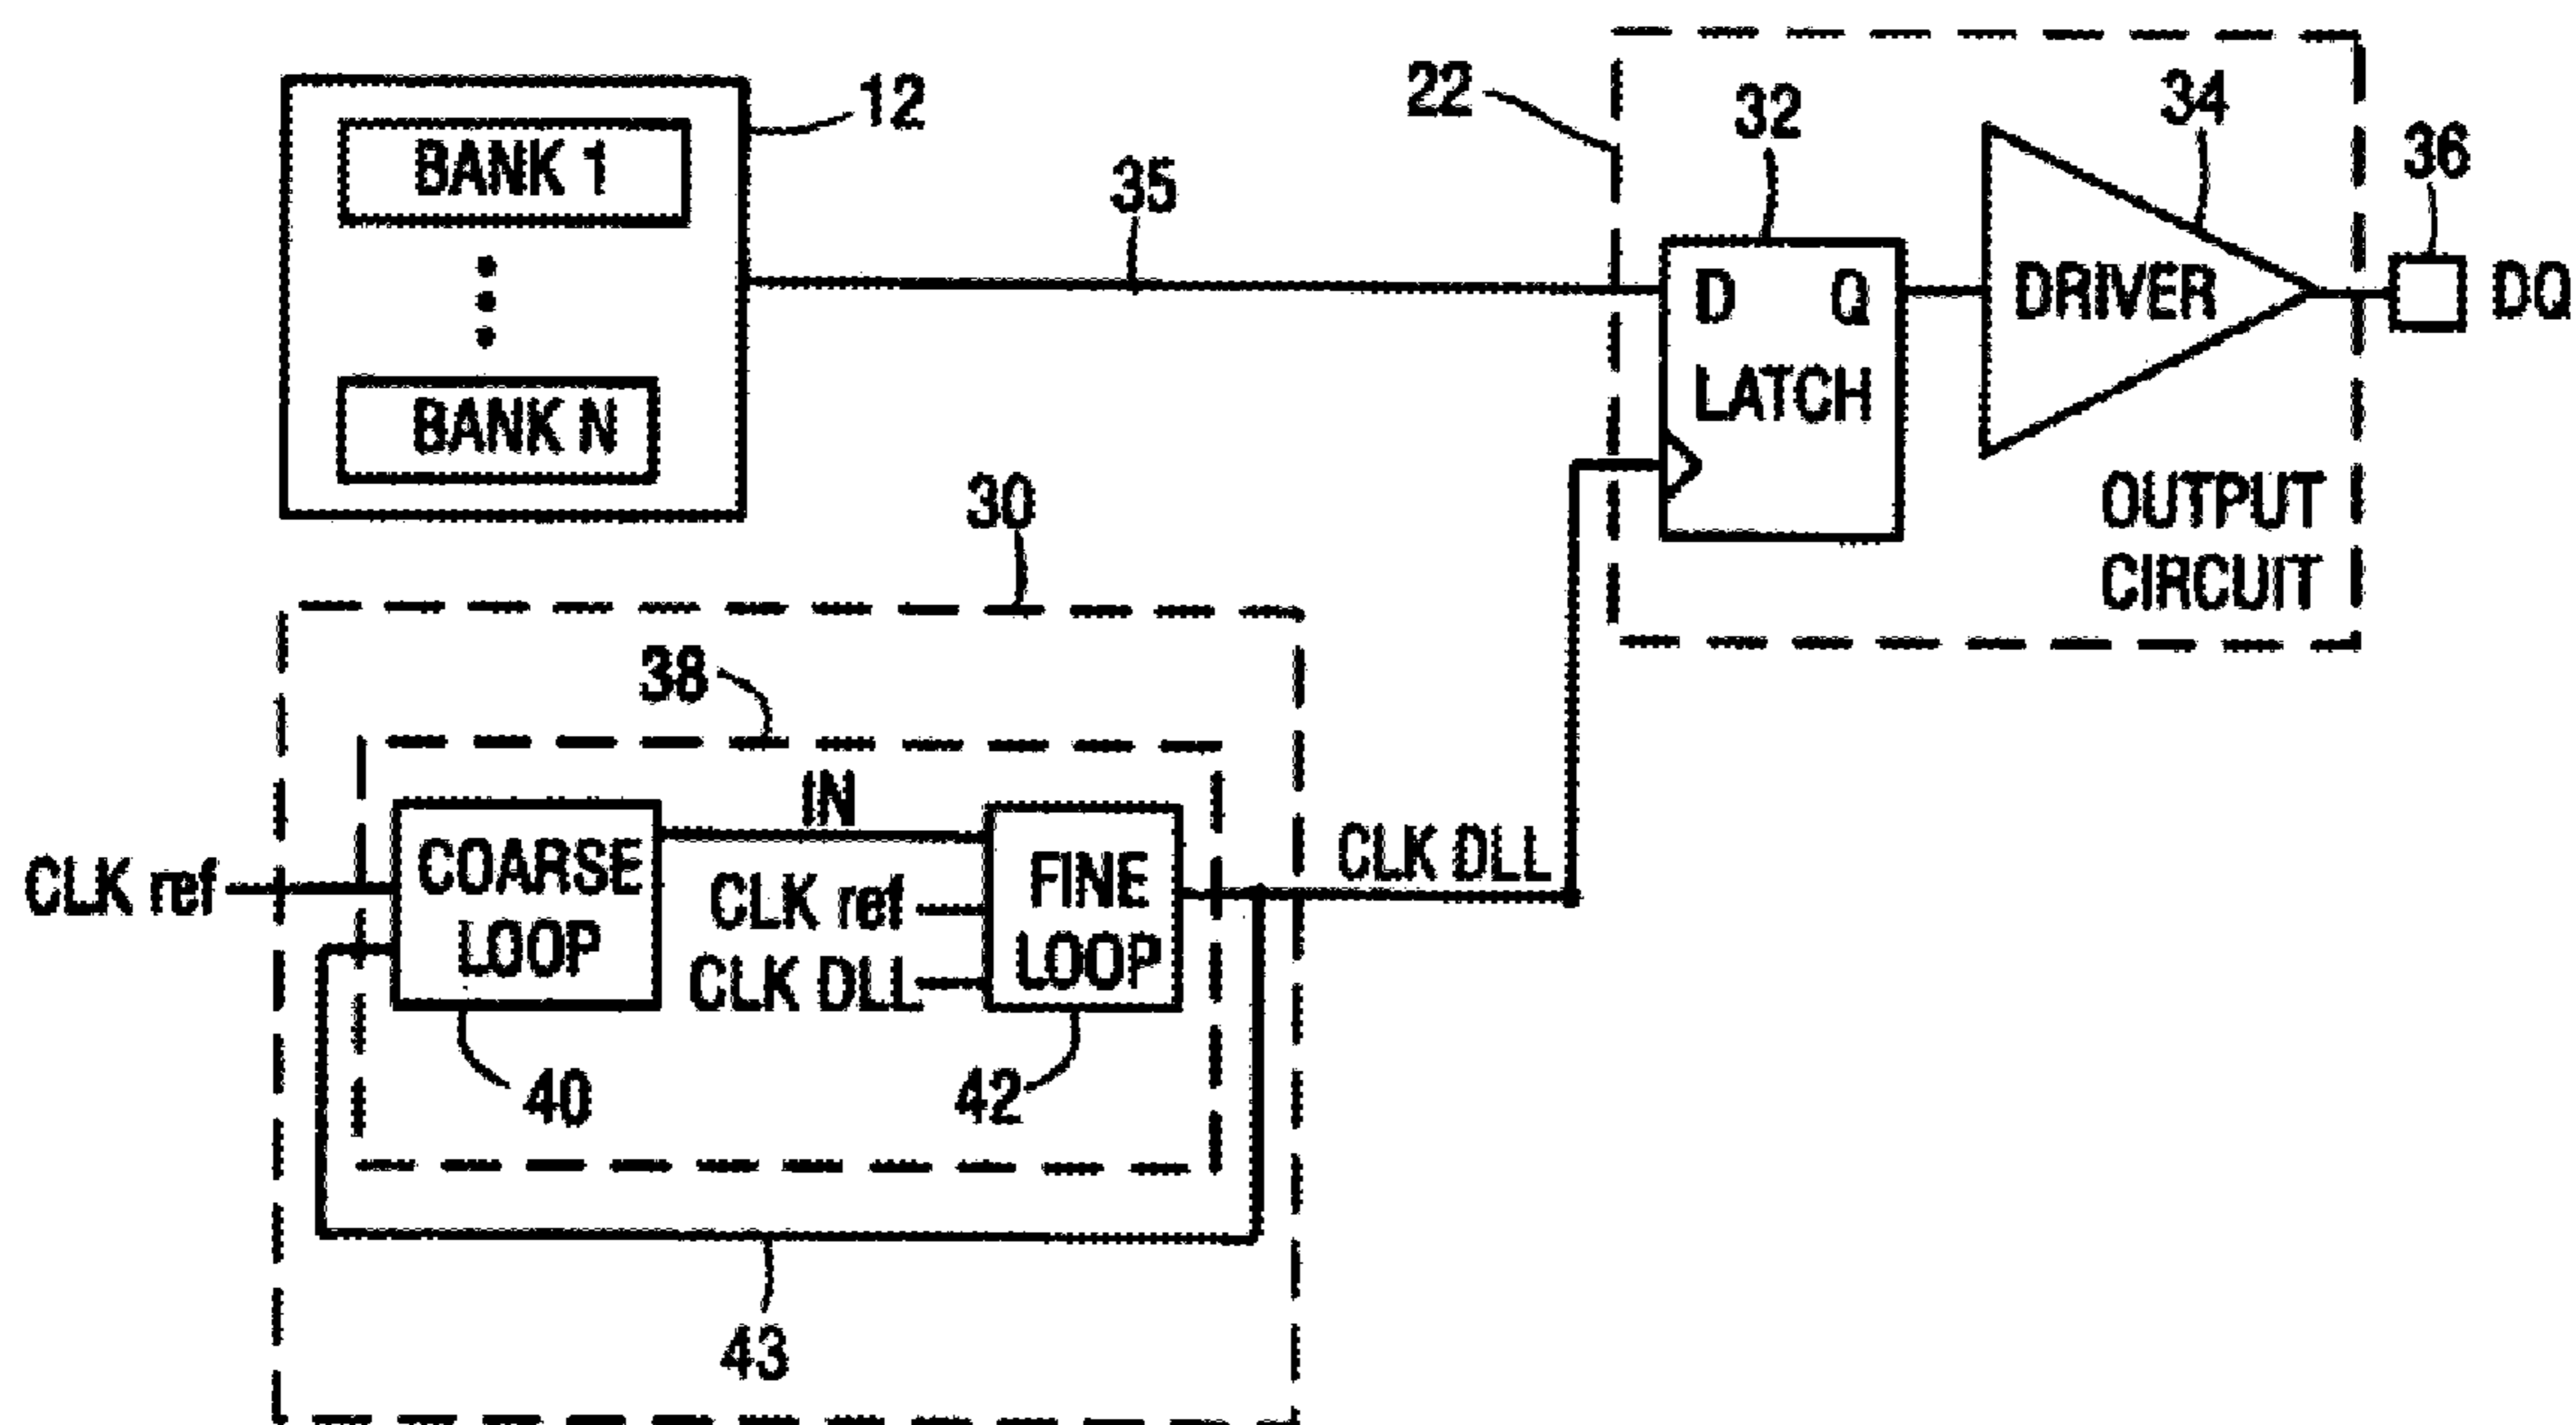 12
BANK 1
BANK N
35
22
32
34
36
D Q
LATCH
DRIVER
DQ
OUTPUT
CIRCUIT
30
38
IN
CLK ref
COARSE
LOOP
CLK ref
CLK DLL
FINE
LOOP
CLK DLL
40
42
43